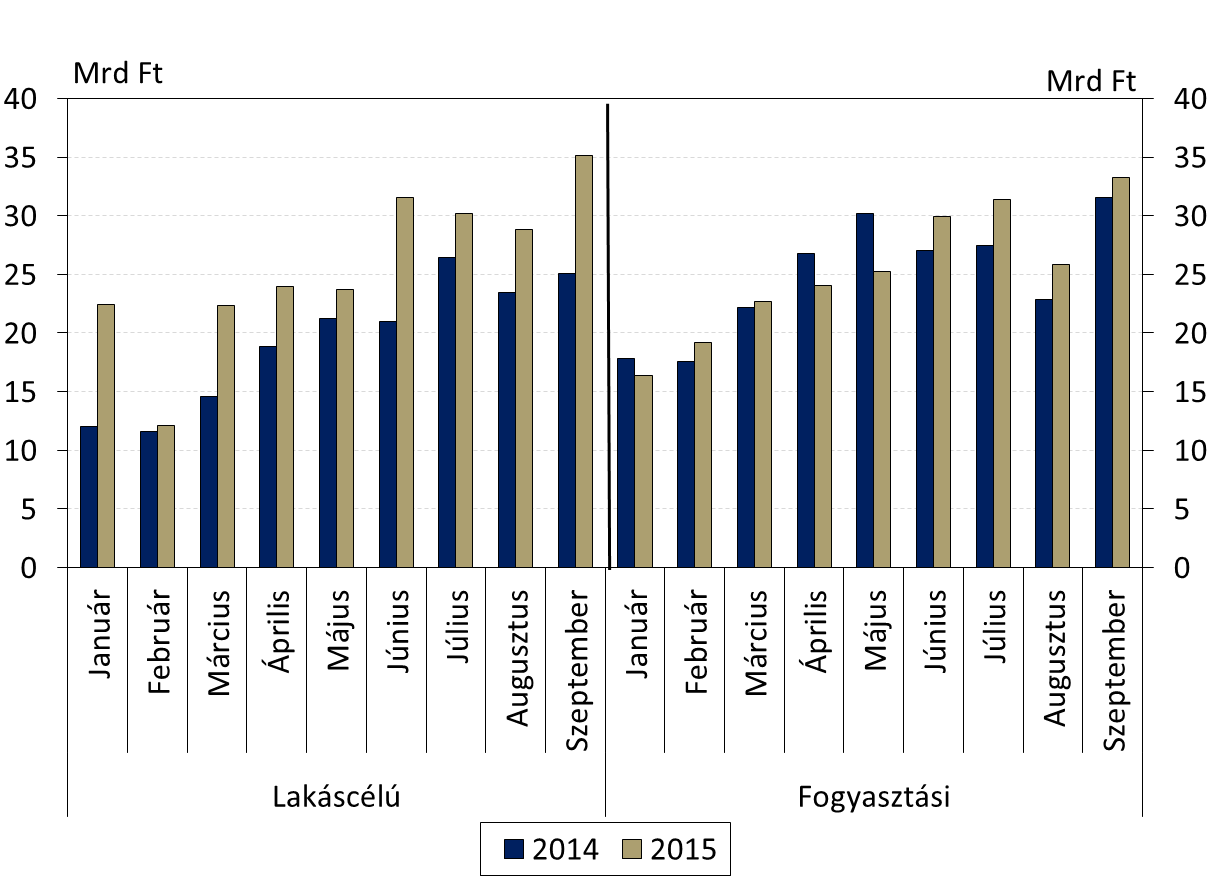 Mrd Ft
Mrd Ft
40
35
30
25
20
15
10
5
0
40
35
30
25
20
15
10
5
0
Január
Február
Március
Április
Május
Június
Július
Augusztus
Szeptember
Január
Február
Március
Április
Május
Június
Július
Augusztus
Szeptember
Lakáscélú
Fogyasztási
2014 2015